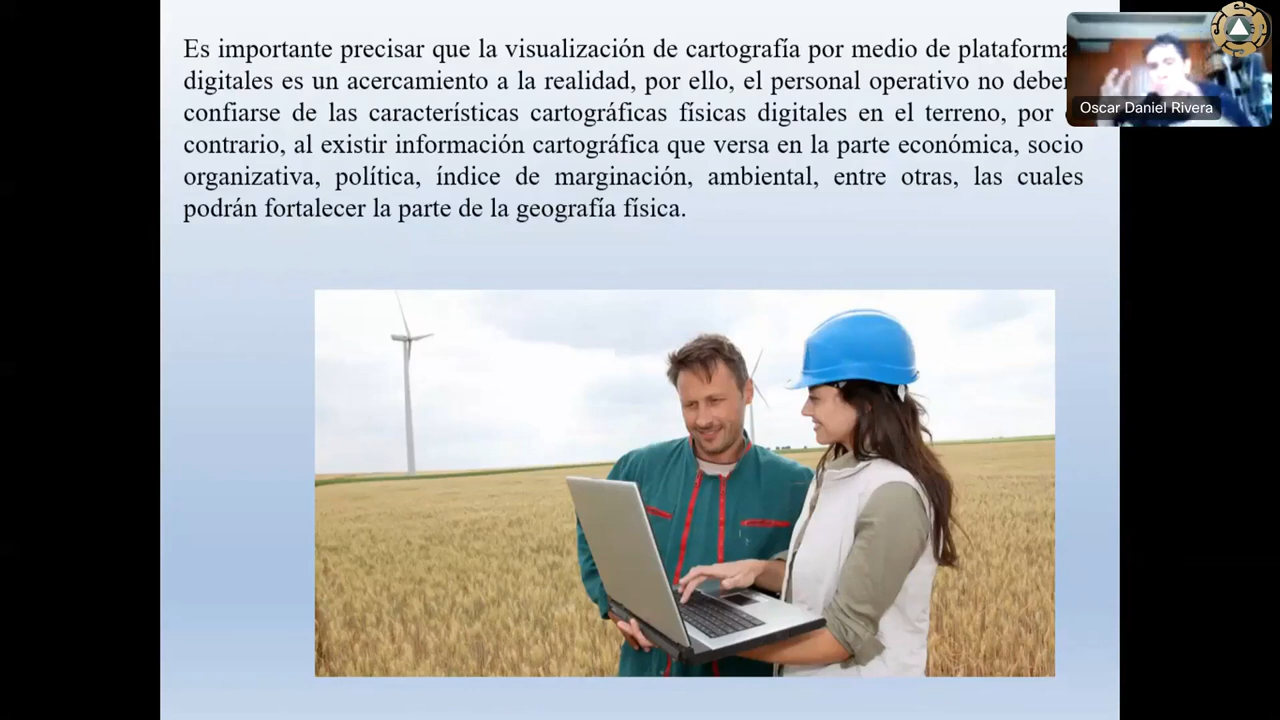 Es importante precisar que la visualización de cartografía por medio de plataforma
digitales es un acercamiento a la realidad, por ello, el personal operativo no deber
confiarse de las características cartográficas físicas digitales en el terreno, por
contrario, al existir información cartográfica que versa en la parte económica, socio
organizativa, política, índice de marginación, ambiental, entre otras, las cuales
podrán fortalecer la parte de la geografía física.
Oscar Daniel Rivera